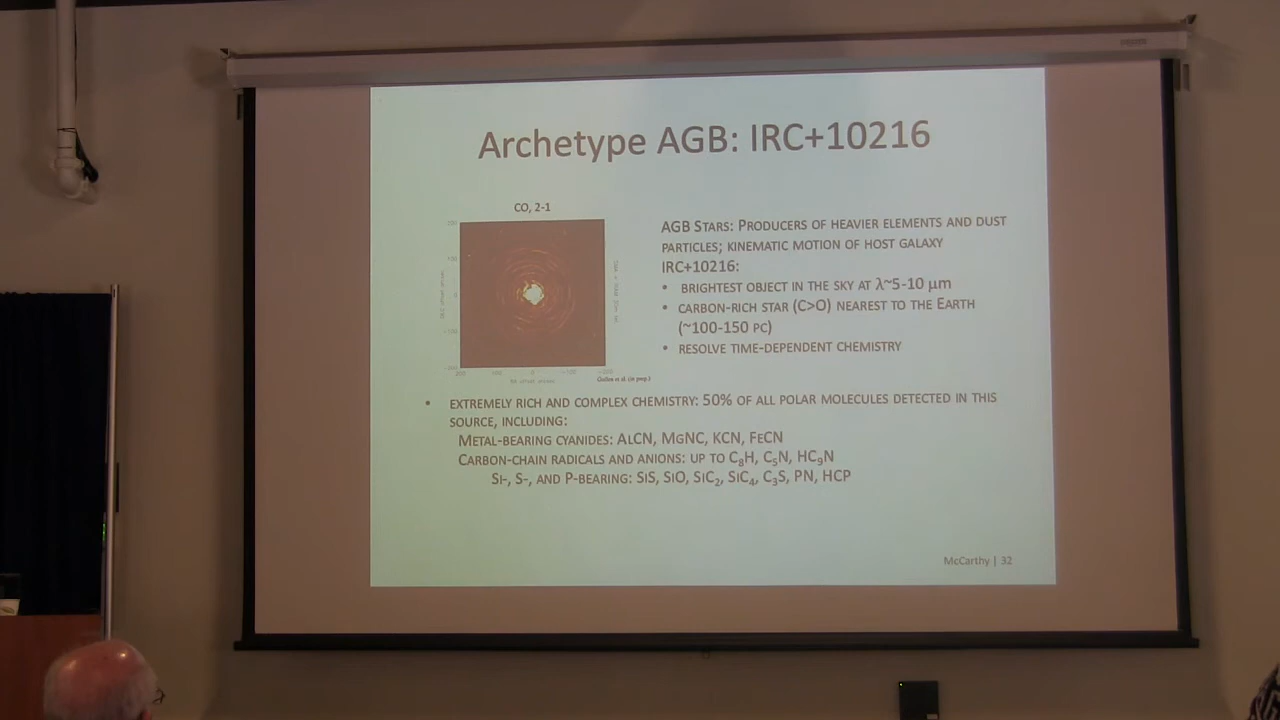 Archetype AGB: IRC+10216
CO, 2-1
AGB STARS: PRODUCERS OF HEAVIER ELEMENTS AND DUST
PARTICLES; KINEMATIC MOTION OF HOST GALAXY
IRC+10216:
• BRIGHTEST OBJECT IN THE SKY AT λ~5-10 μm
• CARBON-RICH STAR (C>O) NEAREST TO THE EARTH
(~100-150 PC)
• RESOLVE TIME-DEPENDENT CHEMISTRY
• EXTREMELY RICH AND COMPLEX CHEMISTRY: 50% OF ALL POLAR MOLECULES DETECTED IN THIS
SOURCE, INCLUDING:
METAL-BEARING CYANIDES: ALCN, MGNC, KCN, FECN
CARBON-CHAIN RADICALS AND ANIONS: UP TO C₈H, C₅N, HC₉N
SI-, S-, AND P-BEARING: SIS, SIO, SIC₂, SIC₄, C₃S, PN, HCP
McCarthy | 32